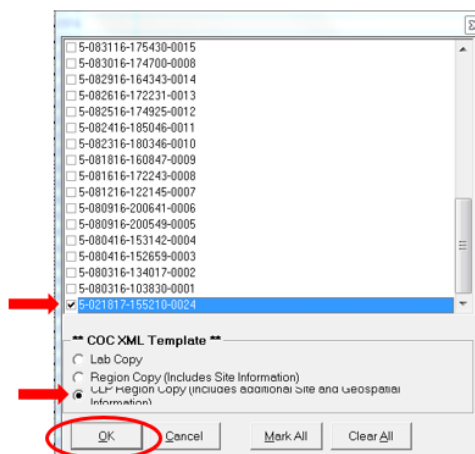 5-083116-175430-0015
5-083016-174700-0008
5-082916-164343-0014
5-082616-172231-0013
5-082516-174925-0012
5-082416-185046-0011
5-082316-180346-0010
5-081816-160847-0009
5-081616-172243-0008
5-081216-122145-0007
5-080916-200641-0006
5-080916-200549-0005
5-080416-153142-0004
5-080416-152659-0003
5-080316-134017-0002
5-080316-103830-0001
5-021817-155210-0024
** COC XML Template **
Lab Copy
Region Copy (Includes Site Information)
CLP Region Copy (Includes additional Site and Geospatial
Information)
OK Cancel Mark All Clear All